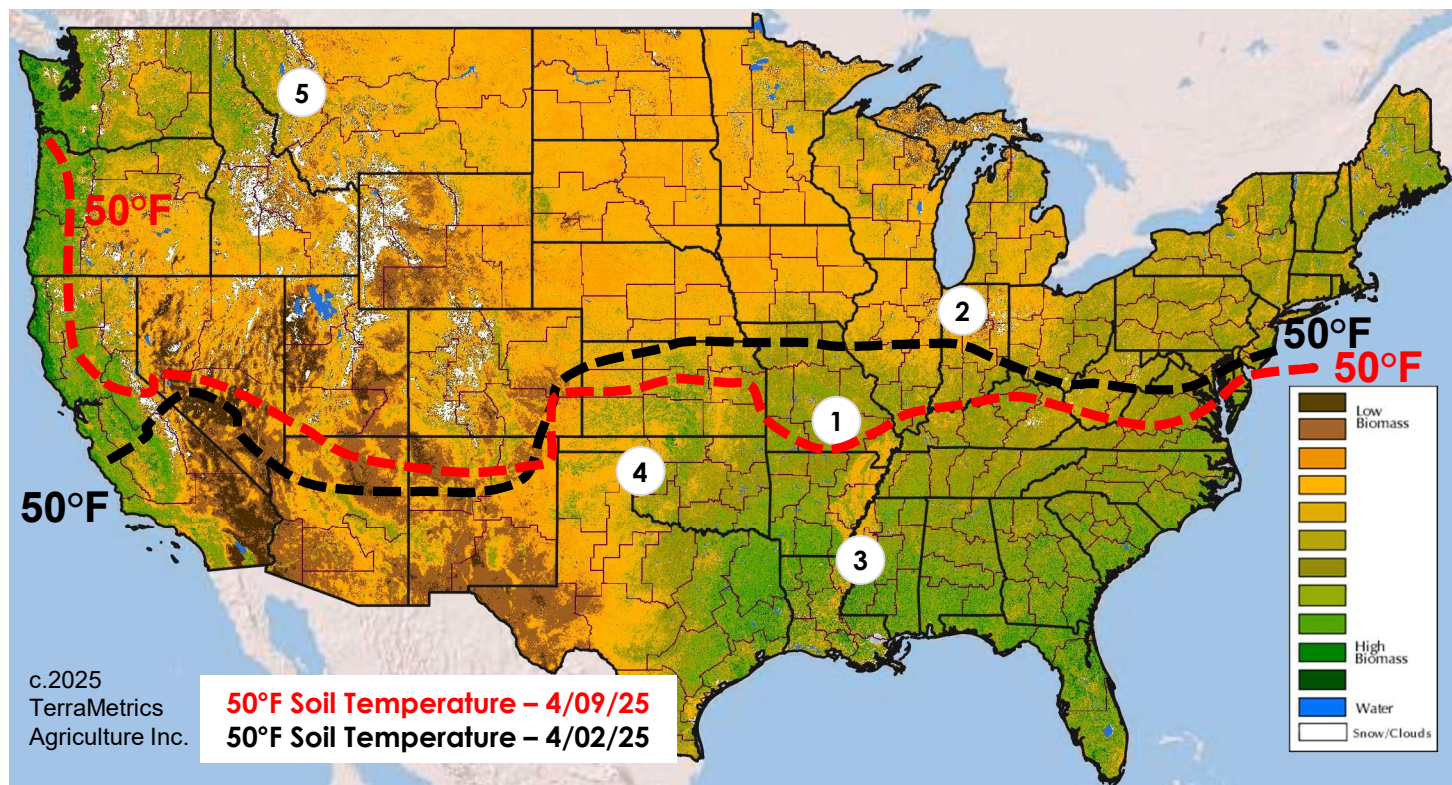 5
50°F
2
50°F
50°F
1
4
50°F
3
Low
Biomass
High
Biomass
Water
Snow/Clouds
c.2025
TerraMetrics
Agriculture Inc.
50°F Soil Temperature – 4/09/25
50°F Soil Temperature – 4/02/25